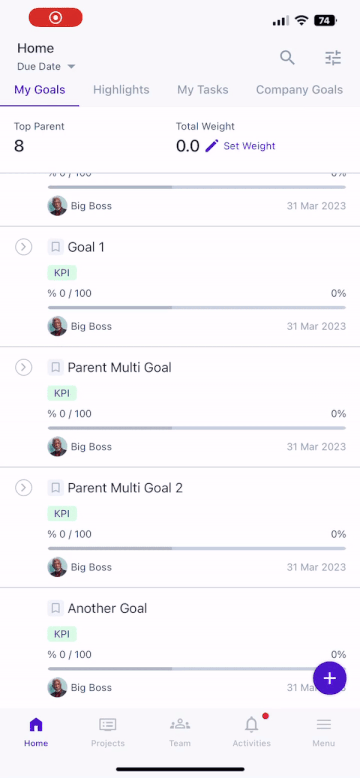 74
Home
Due Date
My Goals Highlights My Tasks Company Goals
Top Parent Total Weight
8 0.0 Set Weight
% 0 / 100 0%
Big Boss 31 Mar 2023
Goal 1
KPI
% 0 / 100 0%
Big Boss 31 Mar 2023
Parent Multi Goal
KPI
% 0 / 100 0%
Big Boss 31 Mar 2023
Parent Multi Goal 2
KPI
% 0 / 100 0%
Big Boss 31 Mar 2023
Another Goal
KPI
% 0 / 100 0%
Big Boss 31
Home Projects Team Activities Menu